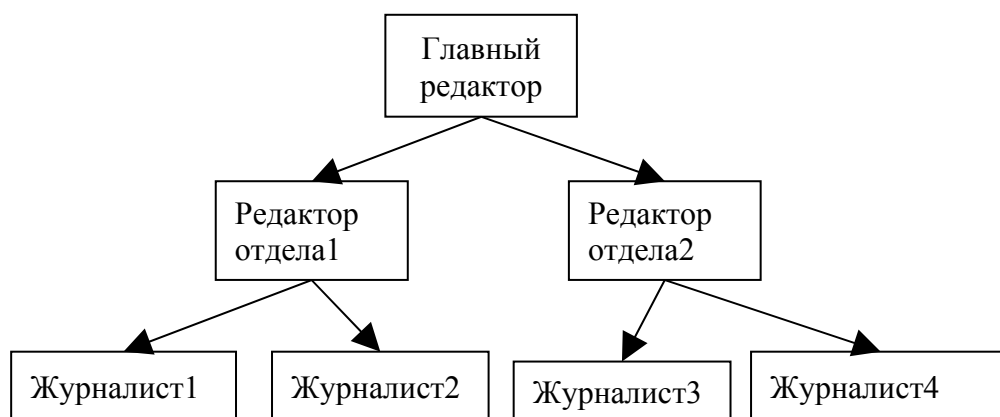 Главный
редактор
Редактор
отдела1
Редактор
отдела2
Журналист1
Журналист2
Журналист3
Журналист4